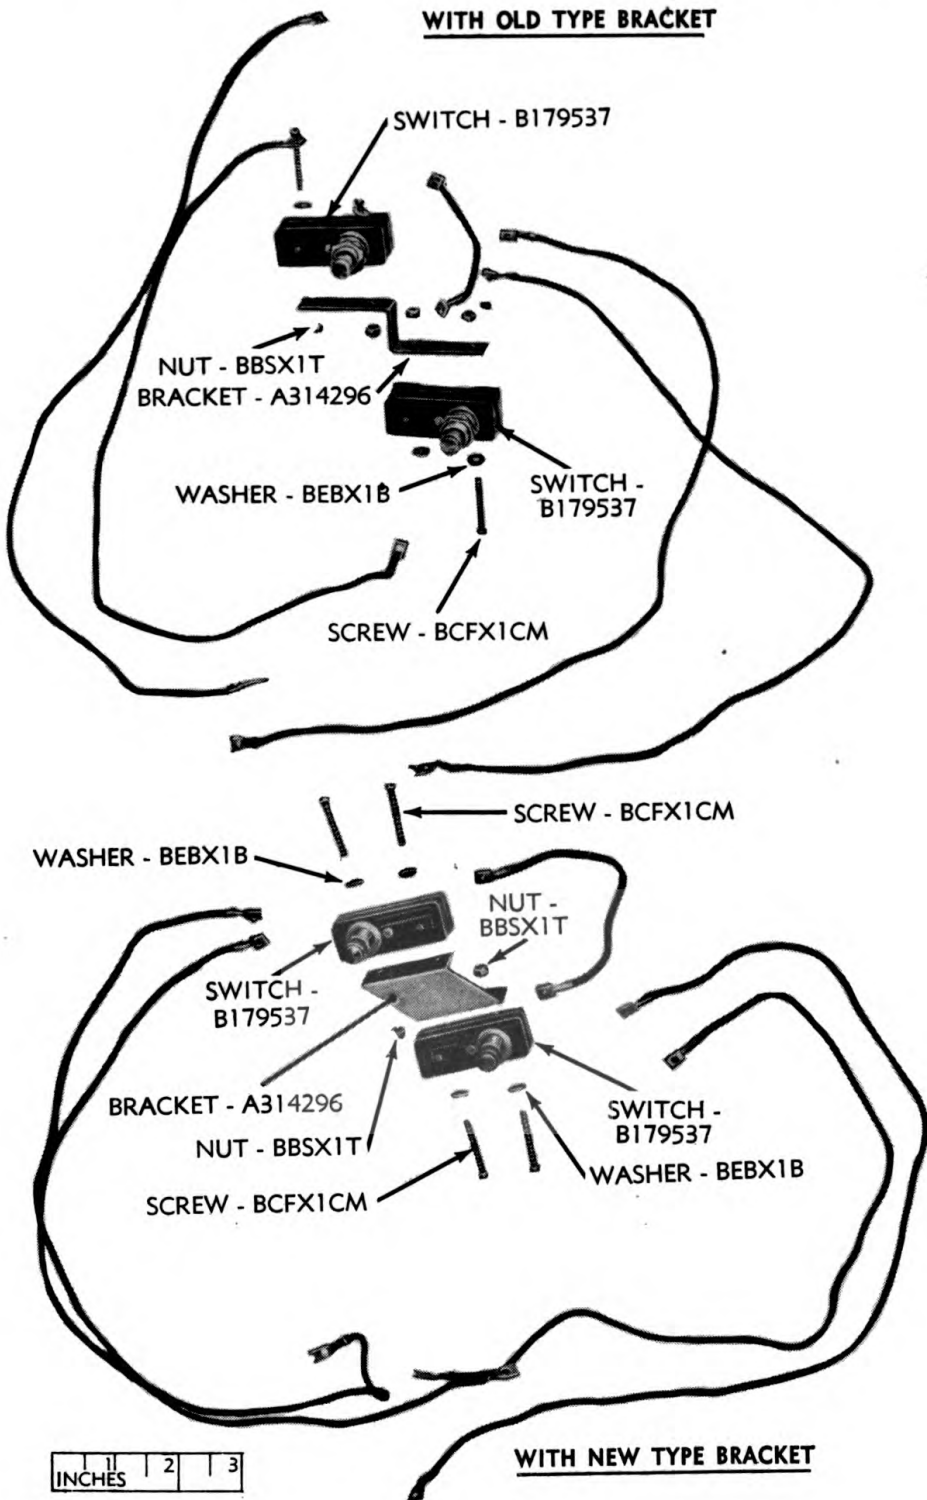 WITH OLD TYPE BRACKET
SWITCH - B179537
NUT - BBSX1T
BRACKET - A314296
WASHER - BEBX1B
SWITCH -
B179537
SCREW - BCFX1CM
SCREW - BCFX1CM
WASHER - BEBX1B
NUT -
BBSX1T
SWITCH -
B179537
BRACKET - A314296
SWITCH -
B179537
NUT - BBSX1T
WASHER - BEBX1B
SCREW - BCFX1CM
1 2 3
INCHES
WITH NEW TYPE BRACKET